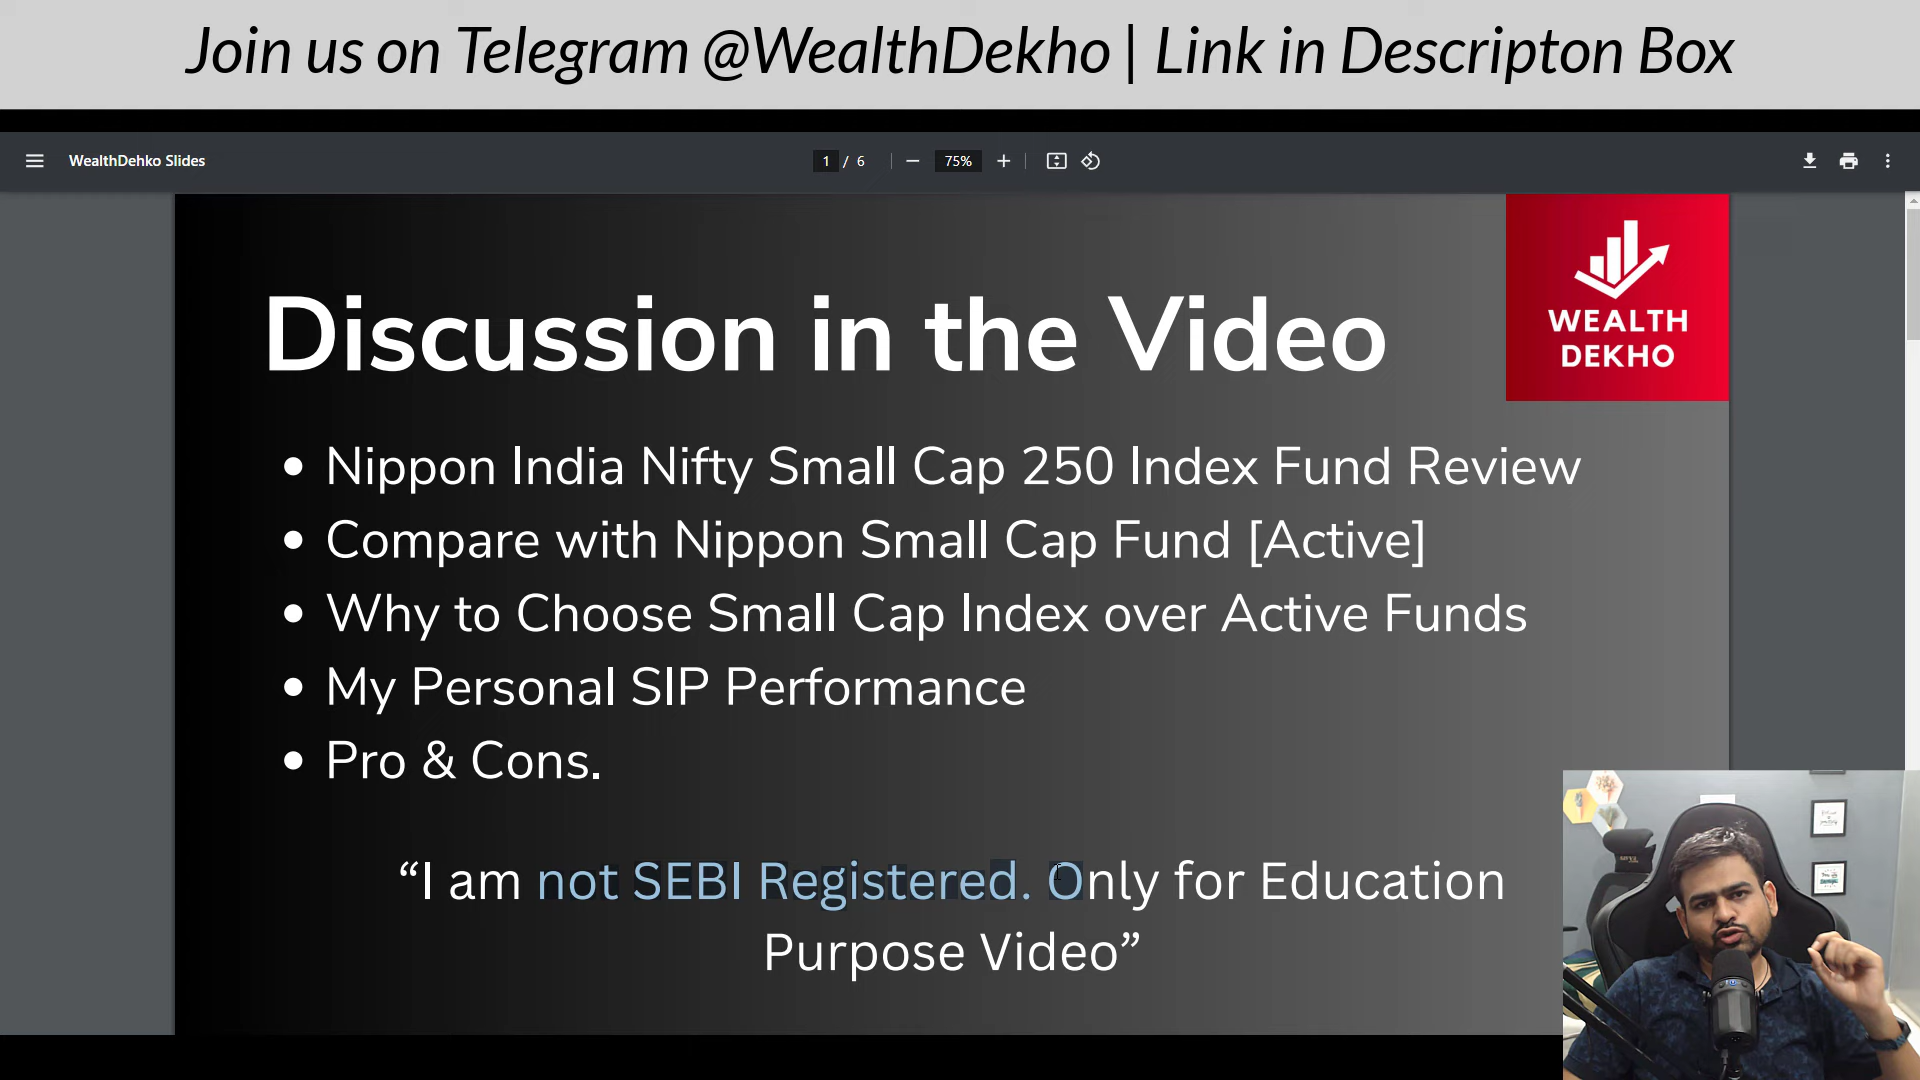 Join us on Telegram @WealthDekho | Link in Descripton Box
WealthDehko Slides
1 / 6
75%
WEALTH
DEKHO
Discussion in the Video
• Nippon India Nifty Small Cap 250 Index Fund Review
• Compare with Nippon Small Cap Fund [Active]
• Why to Choose Small Cap Index over Active Funds
• My Personal SIP Performance
• Pro & Cons.
“I am not SEBI Registered. Only for Education
Purpose Video”